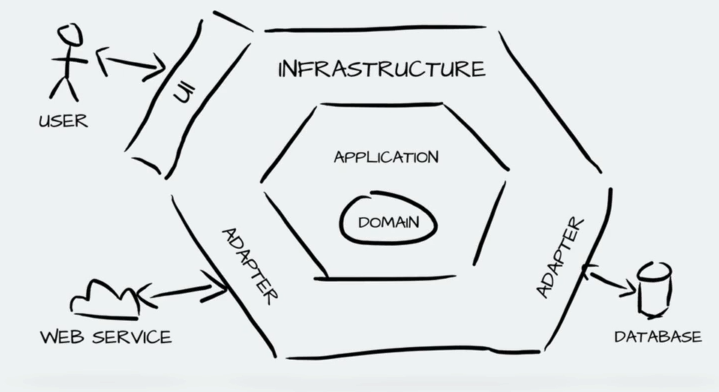 INFRASTRUCTURE
UI
USER
APPLICATION
DOMAIN
ADAPTER
ADAPTER
WEB SERVICE
DATABASE